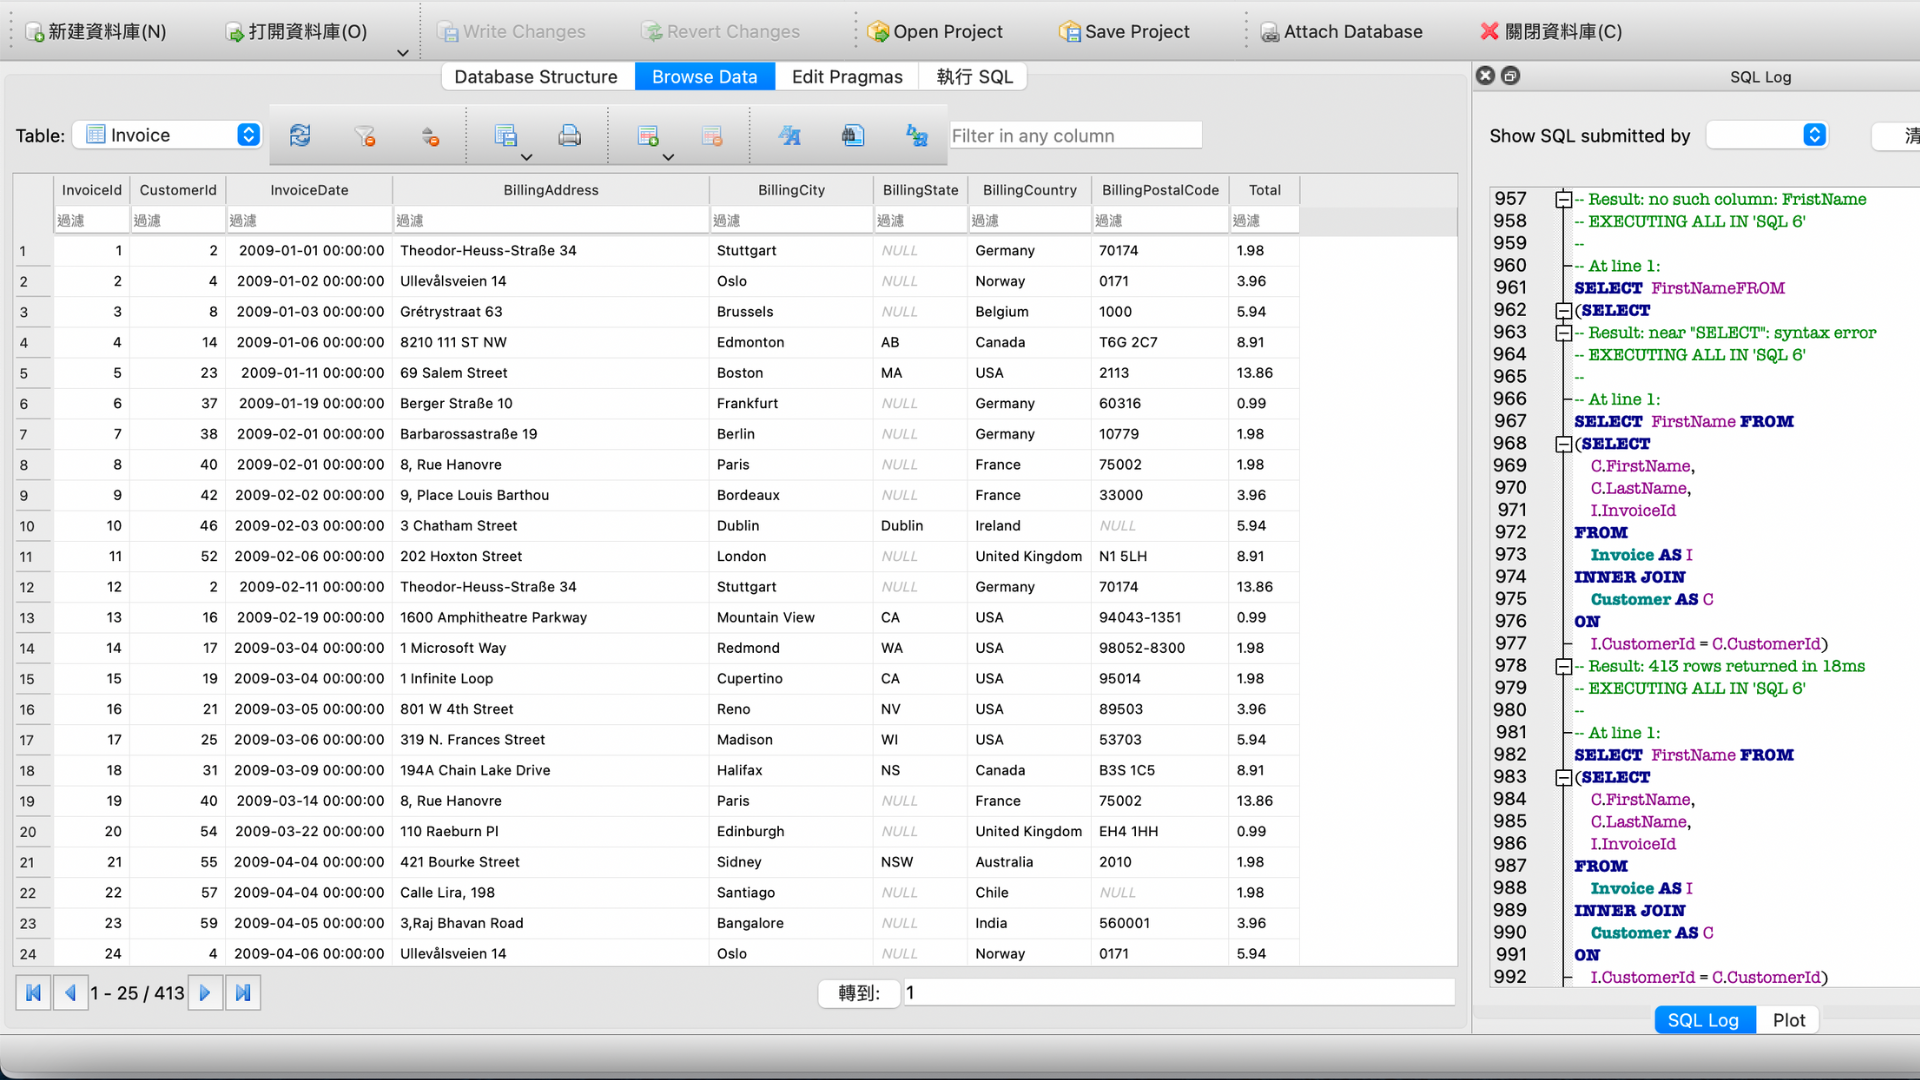 新建資料庫(N) 打開資料庫(O) Write Changes Revert Changes Open Project Save Project Attach Database 關閉資料庫(C)
Database Structure Browse Data Edit Pragmas 執行 SQL
Table: Invoice Filter in any column
InvoiceId CustomerId InvoiceDate BillingAddress BillingCity BillingState BillingCountry BillingPostalCode Total
過濾 過濾 過濾 過濾 過濾 過濾 過濾 過濾 過濾
1 1 2 2009-01-01 00:00:00 Theodor-Heuss-Straße 34 Stuttgart NULL Germany 70174 1.98
2 2 4 2009-01-02 00:00:00 Ullevålsveien 14 Oslo NULL Norway 0171 3.96
3 3 8 2009-01-03 00:00:00 Grétrystraat 63 Brussels NULL Belgium 1000 5.94
4 4 14 2009-01-06 00:00:00 8210 111 ST NW Edmonton AB Canada T6G 2C7 8.91
5 5 23 2009-01-11 00:00:00 69 Salem Street Boston MA USA 2113 13.86
6 6 37 2009-01-19 00:00:00 Berger Straße 10 Frankfurt NULL Germany 60316 0.99
7 7 38 2009-02-01 00:00:00 Barbarossastraße 19 Berlin NULL Germany 10779 1.98
8 8 40 2009-02-01 00:00:00 8, Rue Hanovre Paris NULL France 75002 1.98
9 9 42 2009-02-02 00:00:00 9, Place Louis Barthou Bordeaux NULL France 33000 3.96
10 10 46 2009-02-03 00:00:00 3 Chatham Street Dublin Dublin Ireland NULL 5.94
11 11 52 2009-02-06 00:00:00 202 Hoxton Street London NULL United Kingdom N1 5LH 8.91
12 12 2 2009-02-11 00:00:00 Theodor-Heuss-Straße 34 Stuttgart NULL Germany 70174 13.86
13 13 16 2009-02-19 00:00:00 1600 Amphitheatre Parkway Mountain View CA USA 94043-1351 0.99
14 14 17 2009-03-04 00:00:00 1 Microsoft Way Redmond WA USA 98052-8300 1.98
15 15 19 2009-03-04 00:00:00 1 Infinite Loop Cupertino CA USA 95014 1.98
16 16 21 2009-03-05 00:00:00 801 W 4th Street Reno NV USA 89503 3.96
17 17 25 2009-03-06 00:00:00 319 N. Frances Street Madison WI USA 53703 5.94
18 18 31 2009-03-09 00:00:00 194A Chain Lake Drive Halifax NS Canada B3S 1C5 8.91
19 19 40 2009-03-14 00:00:00 8, Rue Hanovre Paris NULL France 75002 13.86
20 20 54 2009-03-22 00:00:00 110 Raeburn Pl Edinburgh NULL United Kingdom EH4 1HH 0.99
21 21 55 2009-04-04 00:00:00 421 Bourke Street Sidney NSW Australia 2010 1.98
22 22 57 2009-04-04 00:00:00 Calle Lira, 198 Santiago NULL Chile NULL 1.98
23 23 59 2009-04-05 00:00:00 3,Raj Bhavan Road Bangalore NULL India 560001 3.96
24 24 4 2009-04-06 00:00:00 Ullevålsveien 14 Oslo NULL Norway 0171 5.94
1 - 25 / 413 轉到: 1
SQL Log
Show SQL submitted by 清
957 -- Result: no such column: FristName
958 -- EXECUTING ALL IN 'SQL 6'
959 --
960 -- At line 1:
961 SELECT FirstNameFROM
962 (SELECT
963 -- Result: near "SELECT": syntax error
964 -- EXECUTING ALL IN 'SQL 6'
965 --
966 -- At line 1:
967 SELECT FirstName FROM
968 (SELECT
969 C.FirstName,
970 C.LastName,
971 I.InvoiceId
972 FROM
973 Invoice AS I
974 INNER JOIN
975 Customer AS C
976 ON
977 I.CustomerId = C.CustomerId)
978 -- Result: 413 rows returned in 18ms
979 -- EXECUTING ALL IN 'SQL 6'
980 --
981 -- At line 1:
982 SELECT FirstName FROM
983 (SELECT
984 C.FirstName,
985 C.LastName,
986 I.InvoiceId
987 FROM
988 Invoice AS I
989 INNER JOIN
990 Customer AS C
991 ON
992 I.CustomerId = C.CustomerId)
SQL Log Plot